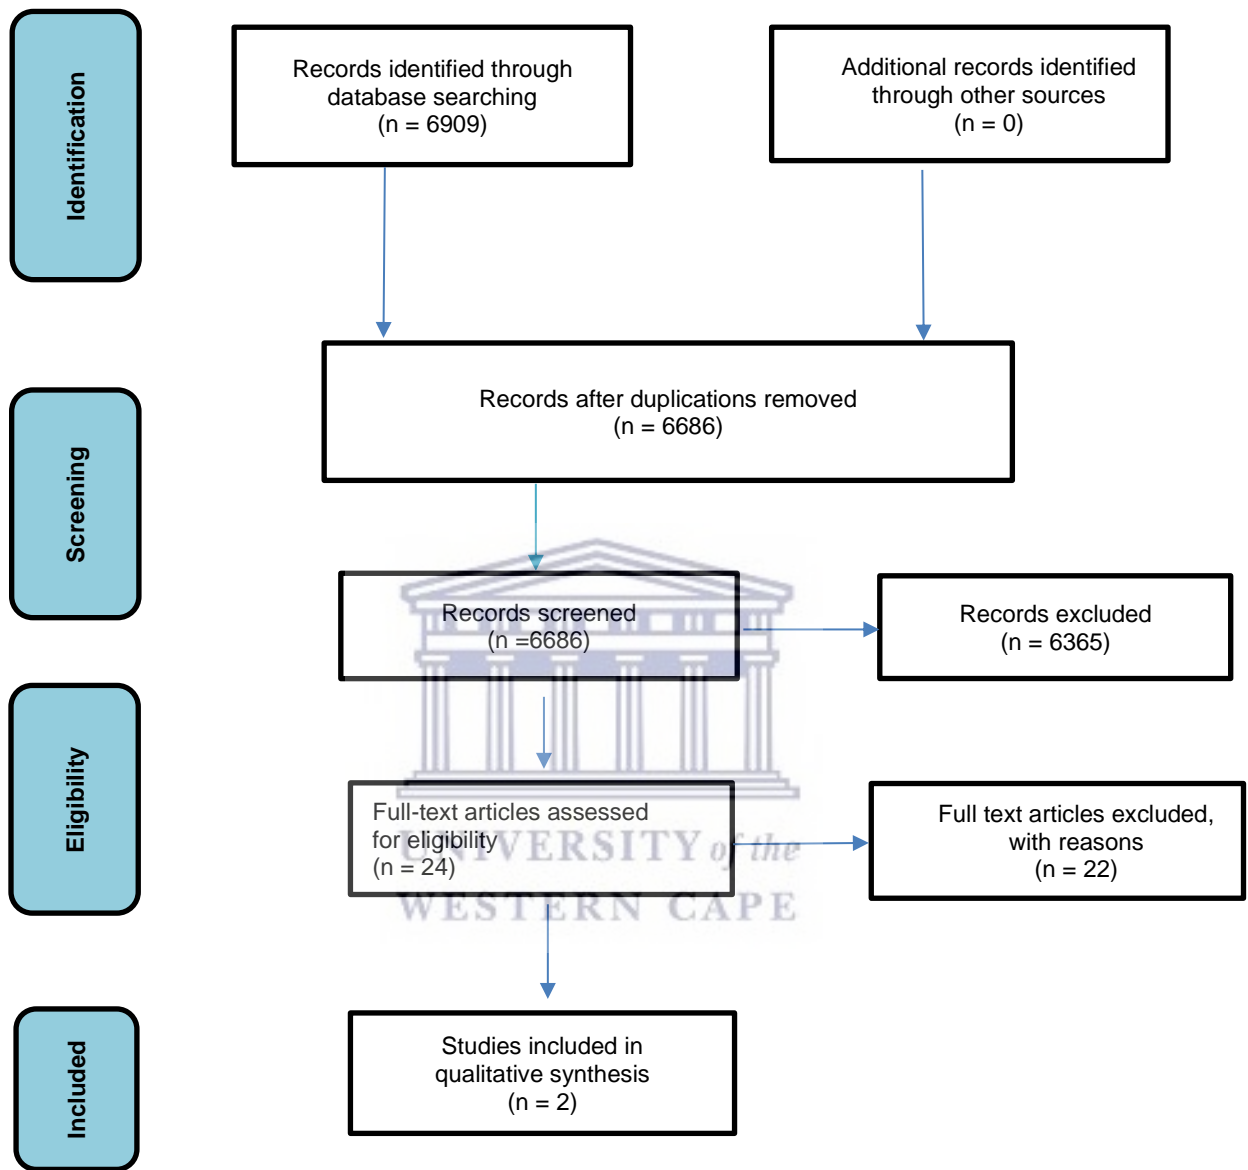 Identification
Records identified through
database searching
(n = 6909)
Additional records identified
through other sources
(n = 0)
Screening
Records after duplications removed
(n = 6686)
Records screened
(n =6686)
Records excluded
(n = 6365)
Eligibility
Full-text articles assessed
for eligibility
(n = 24)
Full text articles excluded,
with reasons
(n = 22)
UNIVERSITY of the
WESTERN CAPE
Included
Studies included in
qualitative synthesis
(n = 2)